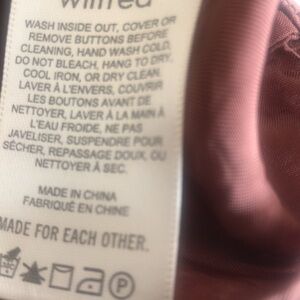 wilfred
WASH INSIDE OUT, COVER OR
REMOVE BUTTONS BEFORE
CLEANING, HAND WASH COLD,
DO NOT BLEACH, HANG TO DRY,
COOL IRON, OR DRY CLEAN.
LAVER À L'ENVERS, COUVRIR
LES BOUTONS AVANT DE
NETTOYER, LAVER À LA MAIN À
L'EAU FROIDE, NE PAS
JAVELISER, SUSPENDRE POUR
SÉCHER, REPASSAGE DOUX, OU
NETTOYER À SEC.
MADE IN CHINA
FABRIQUÉ EN CHINE
MADE FOR EACH OTHER.
P